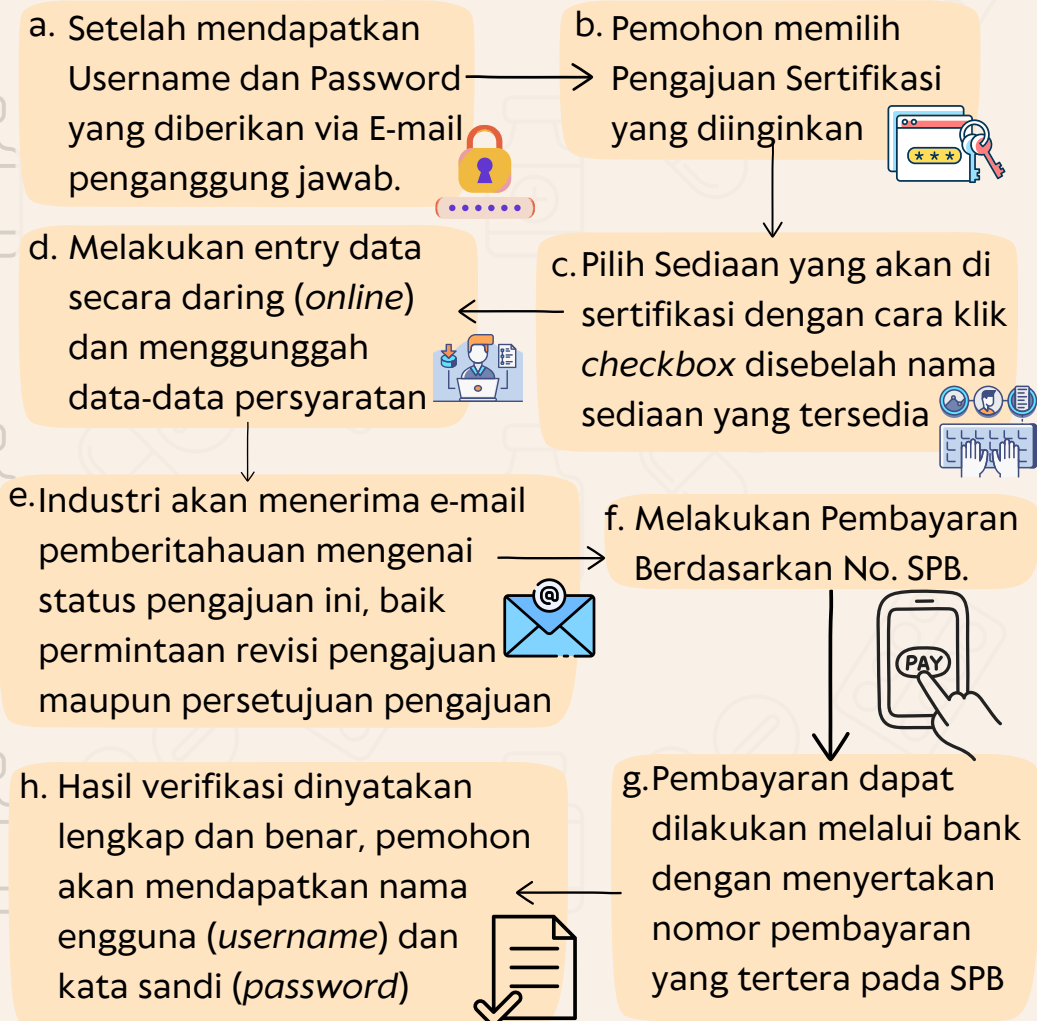 a. Setelah mendapatkan
Username dan Password
yang diberikan via E-mail
penganggung jawab.
b. Pemohon memilih
Pengajuan Sertifikasi
yang diinginkan
***
c. Pilih Sediaan yang akan di
sertifikasi dengan cara klik
checkbox disebelah nama
sediaan yang tersedia
d. Melakukan entry data
secara daring (online)
dan menggunggah
data-data persyaratan
e. Industri akan menerima e-mail
pemberitahauan mengenai
status pengajuan ini, baik
permintaan revisi pengajuan
maupun persetujuan pengajuan
@
f. Melakukan Pembayaran
Berdasarkan No. SPB.
PAY
g. Pembayaran dapat
dilakukan melalui bank
dengan menyertakan
nomor pembayaran
yang tertera pada SPB
h. Hasil verifikasi dinyatakan
lengkap dan benar, pemohon
akan mendapatkan nama
engguna (username) dan
kata sandi (password)